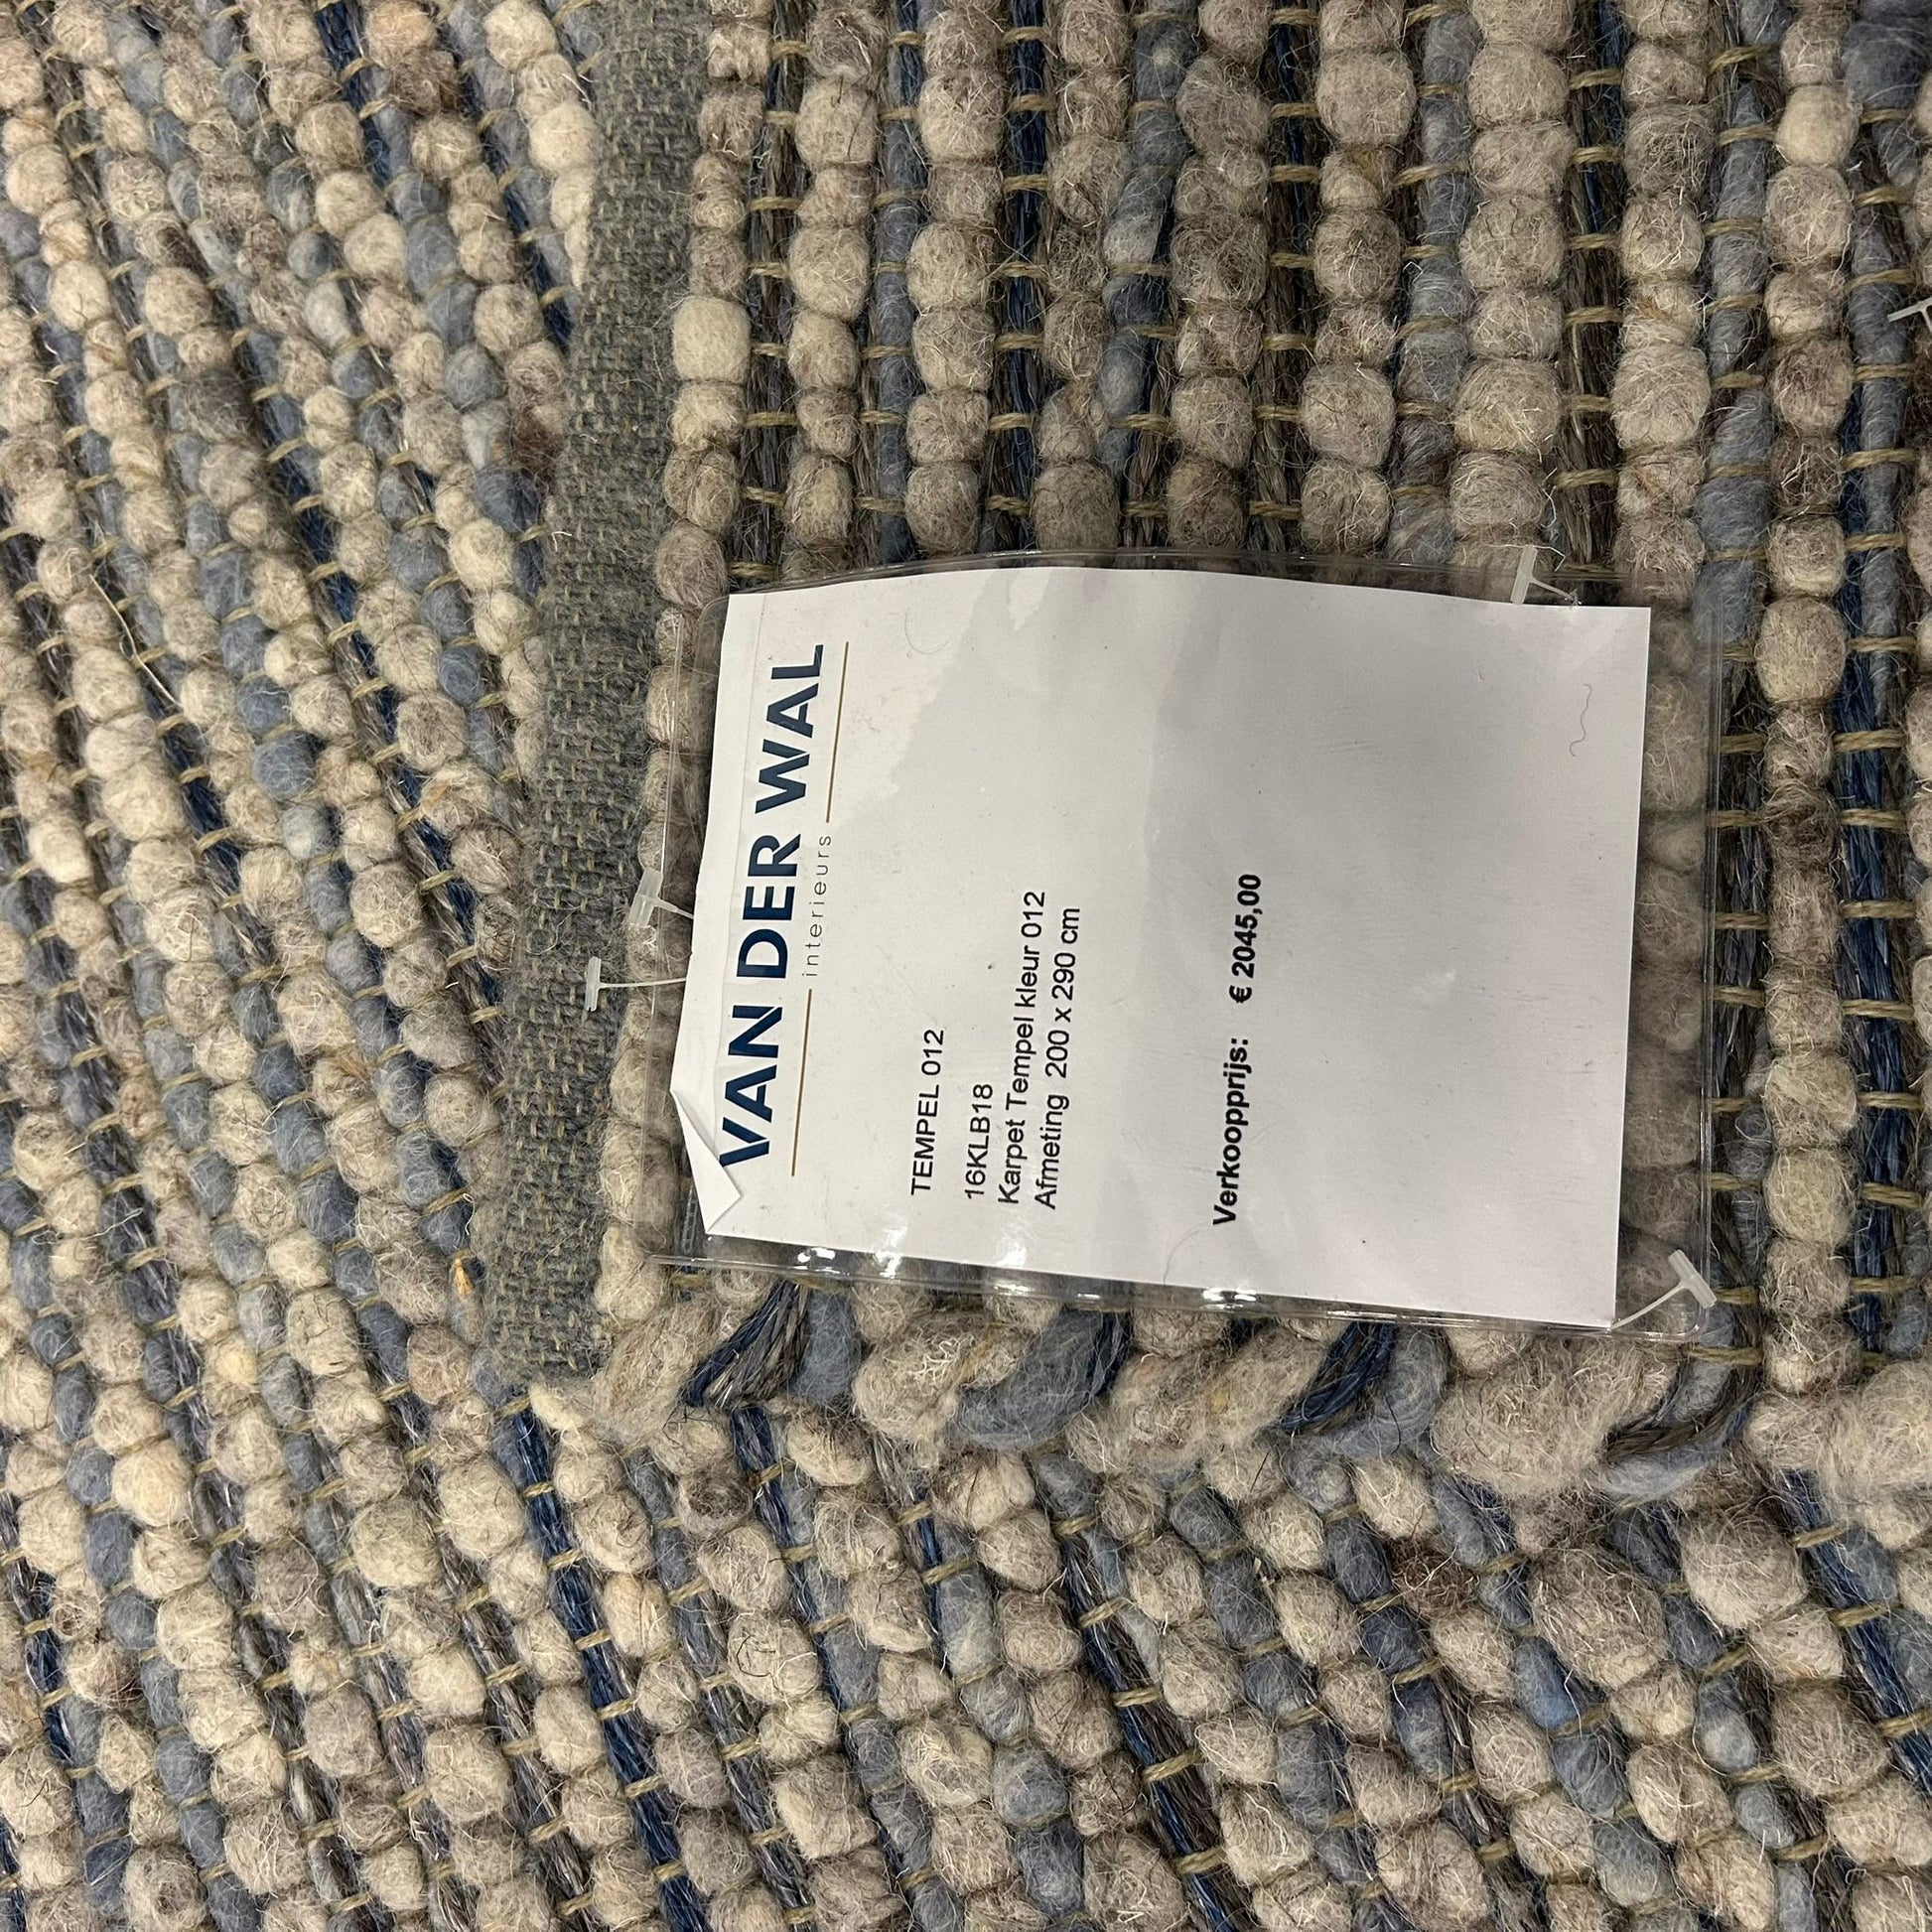 VAN DER WAL
interieurs
TEMPEL 012
16KLB18
Karpet Tempel kleur 012
Afmeting 200 x 290 cm
Verkoopprijs: € 2045,00